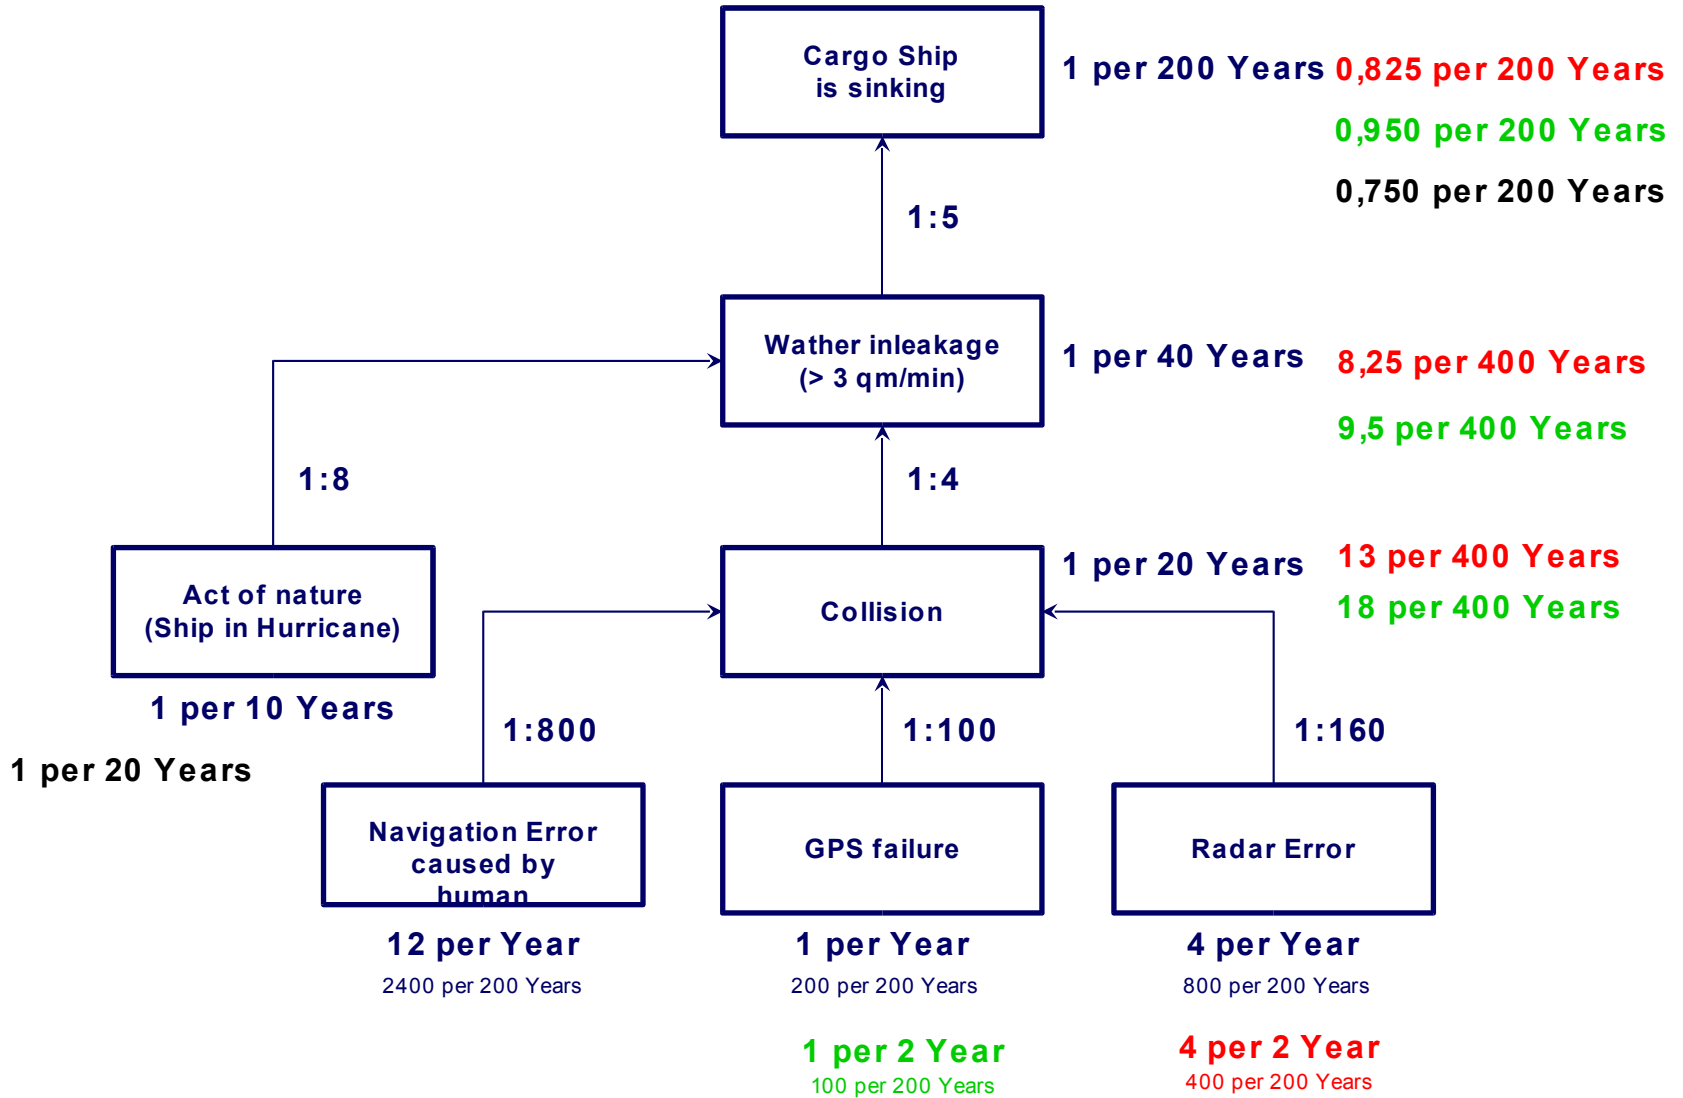 Cargo Ship
is sinking
1 per 200 Years
0,825 per 200 Years
0,950 per 200 Years
0,750 per 200 Years
1:5
Wather inleakage
(> 3 qm/min)
1 per 40 Years
8,25 per 400 Years
9,5 per 400 Years
1:8
1:4
Act of nature
(Ship in Hurricane)
Collision
1 per 20 Years
13 per 400 Years
18 per 400 Years
1 per 10 Years
1 per 20 Years
1:800
1:100
1:160
Navigation Error
caused by
human
GPS failure
Radar Error
12 per Year
2400 per 200 Years
1 per Year
200 per 200 Years
4 per Year
800 per 200 Years
1 per 2 Year
100 per 200 Years
4 per 2 Year
400 per 200 Years